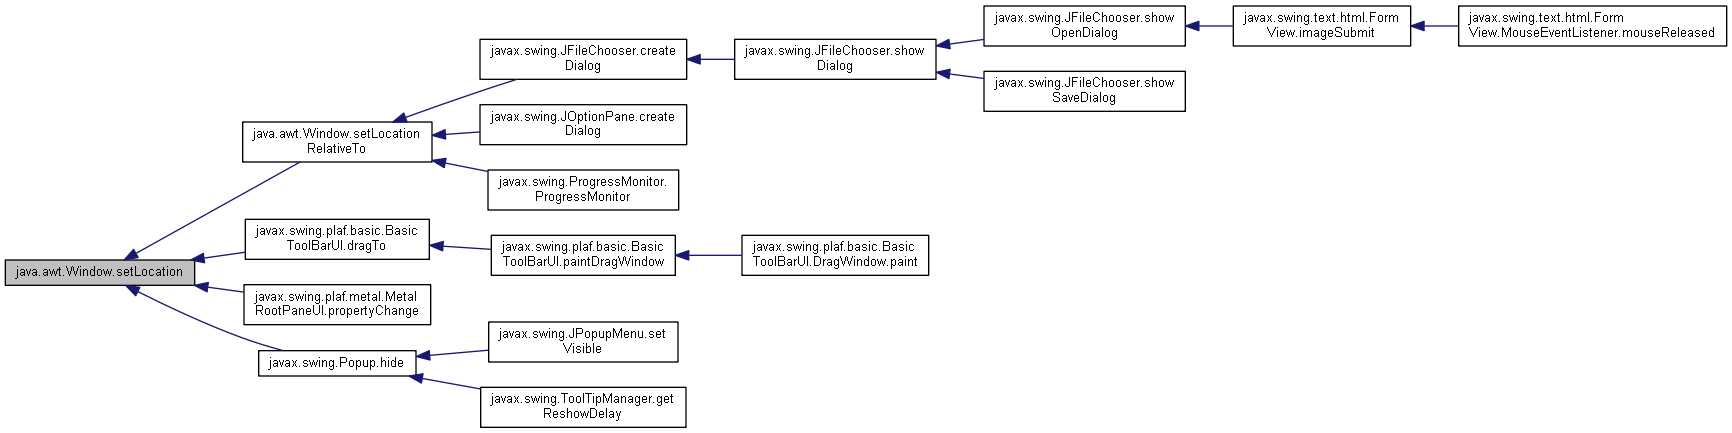 javax.swing.JFileChooser.show
OpenDialog
javax.swing.text.html.Form
View.imageSubmit
javax.swing.text.html.Form
View.MouseEventListener.mouseReleased
javax.swing.JFileChooser.create
Dialog
javax.swing.JFileChooser.show
Dialog
javax.swing.JFileChooser.show
SaveDialog
javax.swing.JOptionPane.create
Dialog
java.awt.Window.setLocation
RelativeTo
javax.swing.ProgressMonitor.
ProgressMonitor
javax.swing.plaf.basic.Basic
ToolBarUI.dragTo
javax.swing.plaf.basic.Basic
ToolBarUI.paintDragWindow
javax.swing.plaf.basic.Basic
ToolBarUI.DragWindow.paint
java.awt.Window.setLocation
javax.swing.plaf.metal.Metal
RootPaneUI.propertyChange
javax.swing.JPopupMenu.set
Visible
javax.swing.Popup.hide
javax.swing.ToolTipManager.get
ReshowDelay